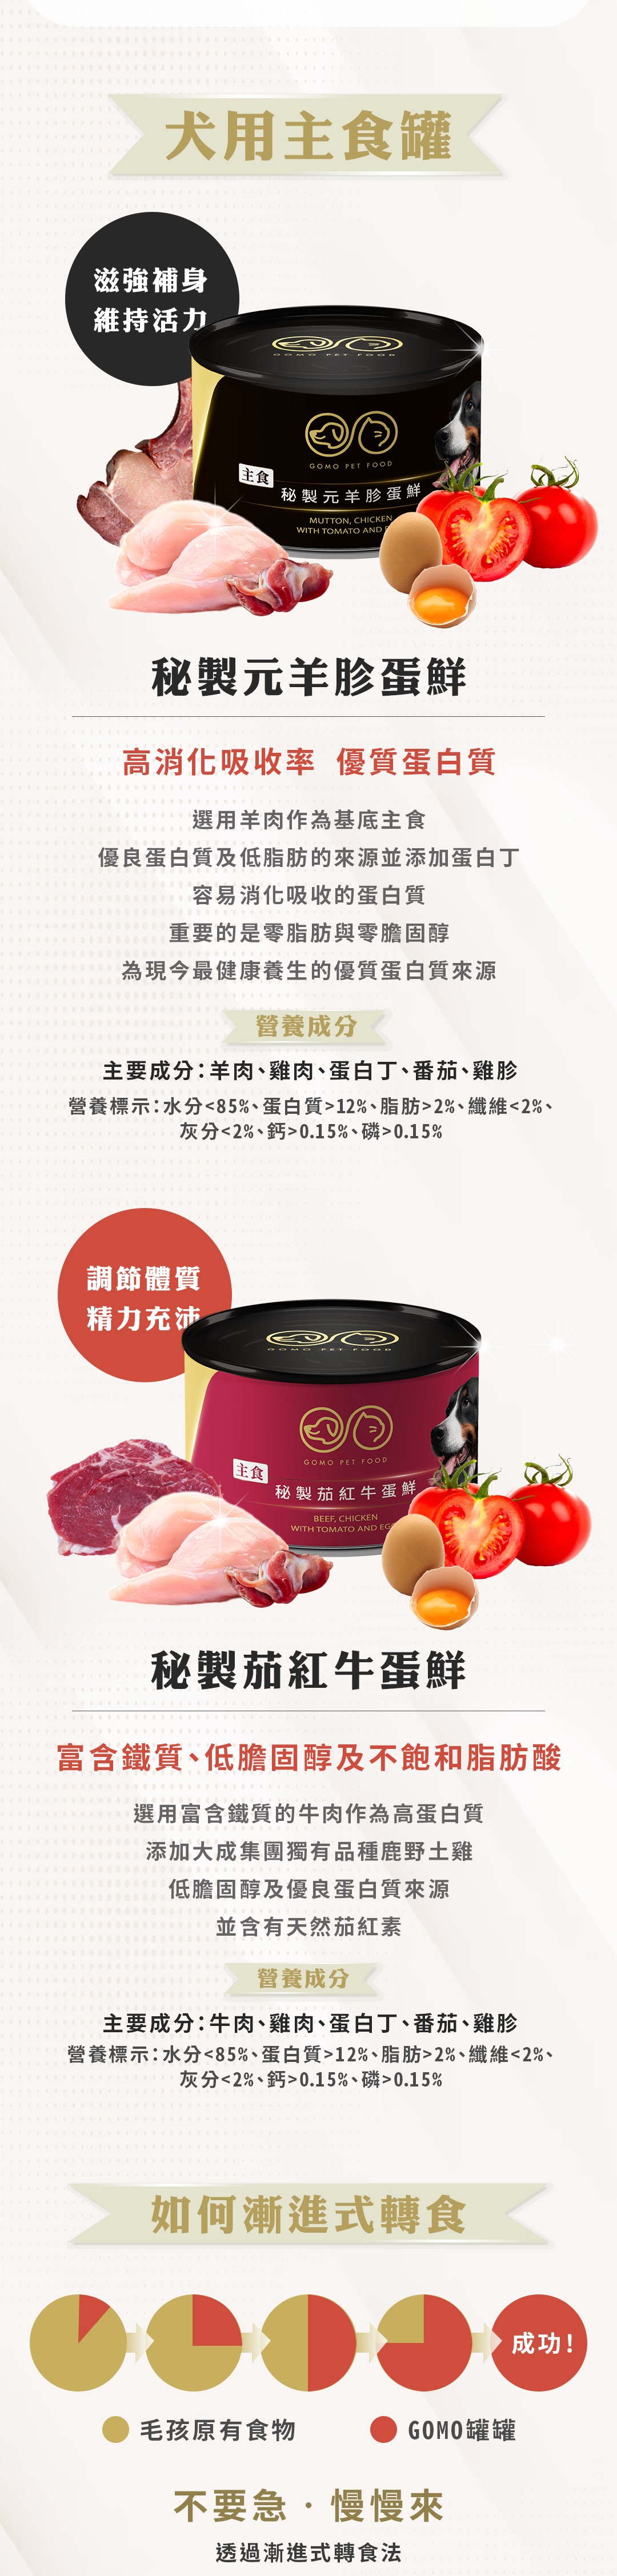 犬用主食罐
滋強補身
維持活力
GOMO PET FOOD
GOMO PET FOOD
主食
秘製元羊胗蛋鮮
MUTTON, CHICKEN
WITH TOMATO AND
秘製元羊胗蛋鮮
高消化吸收率 優質蛋白質
選用羊肉作為基底主食
優良蛋白質及低脂肪的來源並添加蛋白丁
容易消化吸收的蛋白質
重要的是零脂肪與零膽固醇
為現今最健康養生的優質蛋白質來源
營養成分
主要成分:羊肉、雞肉、蛋白丁、番茄、雞胗
營養標示:水分<85%、蛋白質>12%、脂肪>2%、纖維<2%、
灰分<2%、鈣>0.15%、磷>0.15%
調節體質
精力充沛
GOMO PET FOOD
GOMO PET FOOD
主食
秘製茄紅牛蛋鮮
BEEF, CHICKEN
WITH TOMATO AND
秘製茄紅牛蛋鮮
富含鐵質、低膽固醇及不飽和脂肪酸
選用富含鐵質的牛肉作為高蛋白質
添加大成集團獨有品種鹿野土雞
低膽固醇及優良蛋白質來源
並含有天然茄紅素
營養成分
主要成分:牛肉、雞肉、蛋白丁、番茄、雞胗
營養標示:水分<85%、蛋白質>12%、脂肪>2%、纖維<2%、
灰分<2%、鈣>0.15%、磷>0.15%
如何漸進式轉食
成功!
毛孩原有食物
GOMO罐罐
不要急‧慢慢來
透過漸進式轉食法